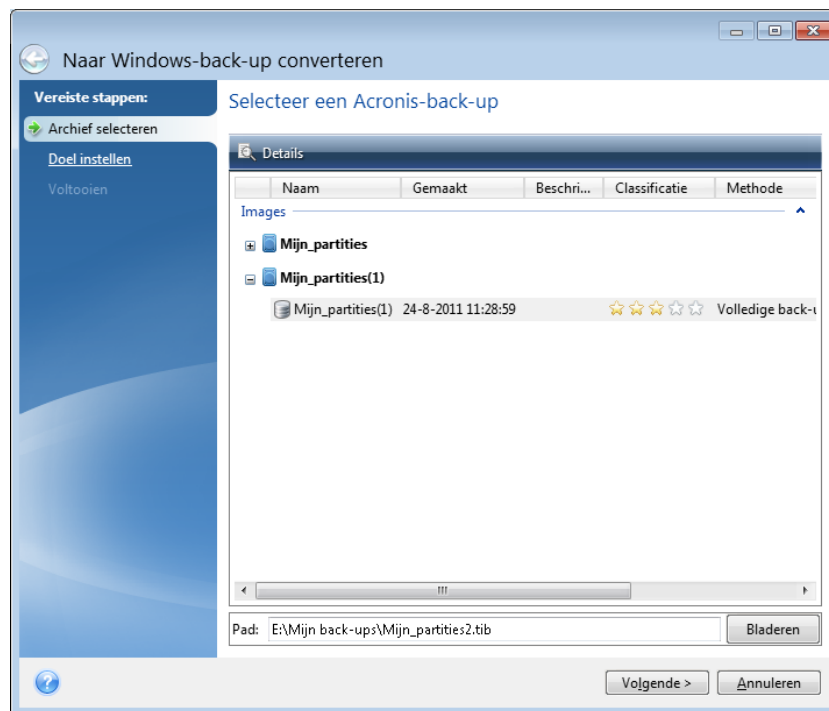 Naar Windows-back-up converteren
Vereiste stappen:
Archief selecteren
Doel instellen
Voltooien
Selecteer een Acronis-back-up
Details
Naam Gemaakt Beschri... Classificatie Methode
Images
Mijn_partities
Mijn_partities(1)
Mijn_partities(1) 24-8-2011 11:28:59 Volledige back-u
Pad: E:\Mijn back-ups\Mijn_partities2.tib Bladeren
Volgende > Annuleren